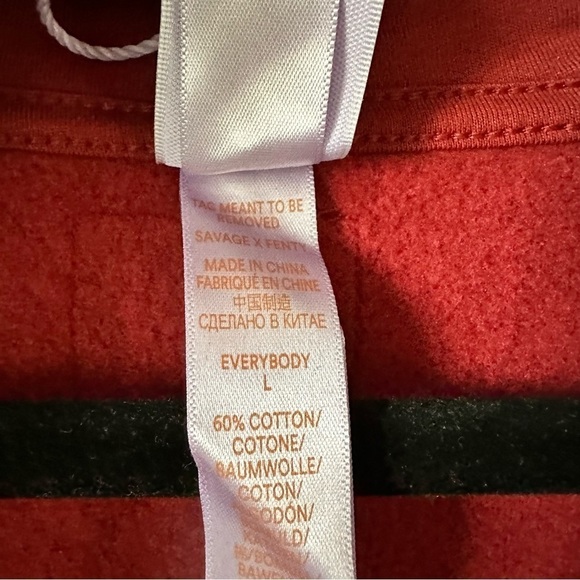 TAG MEANT TO BE
REMOVED
SAVAGE X FENTY
MADE IN CHINA
FABRIQUÉ EN CHINE
中国制造
СДЕЛАНО В КИТАЕ
EVERYBODY
L
60% COTTON/
COTONE/
BAUMWOLLE/
COTON/